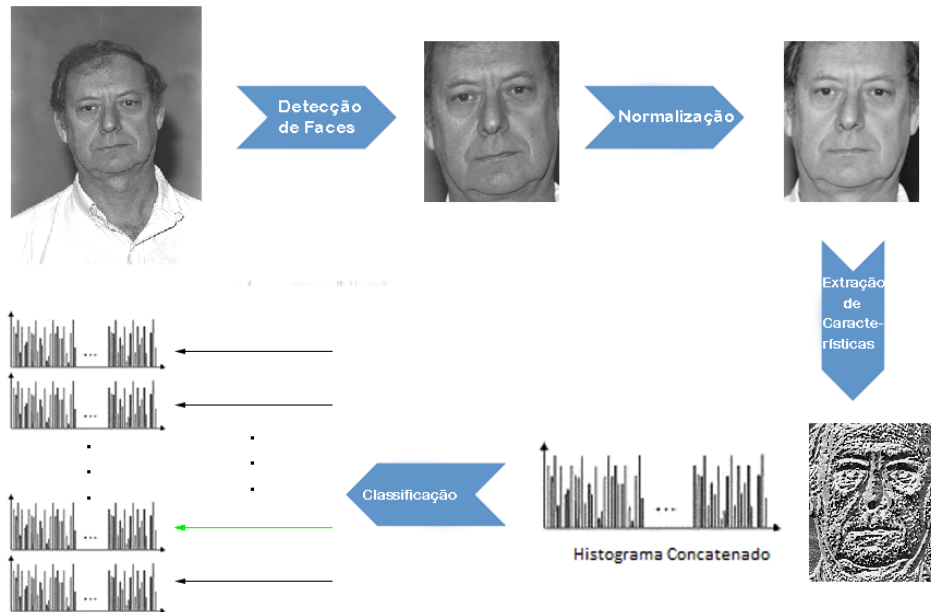 Detecção
de Faces
Normalização
Extração
de
Caracte-
rísticas
Classificação
Histograma Concatenado